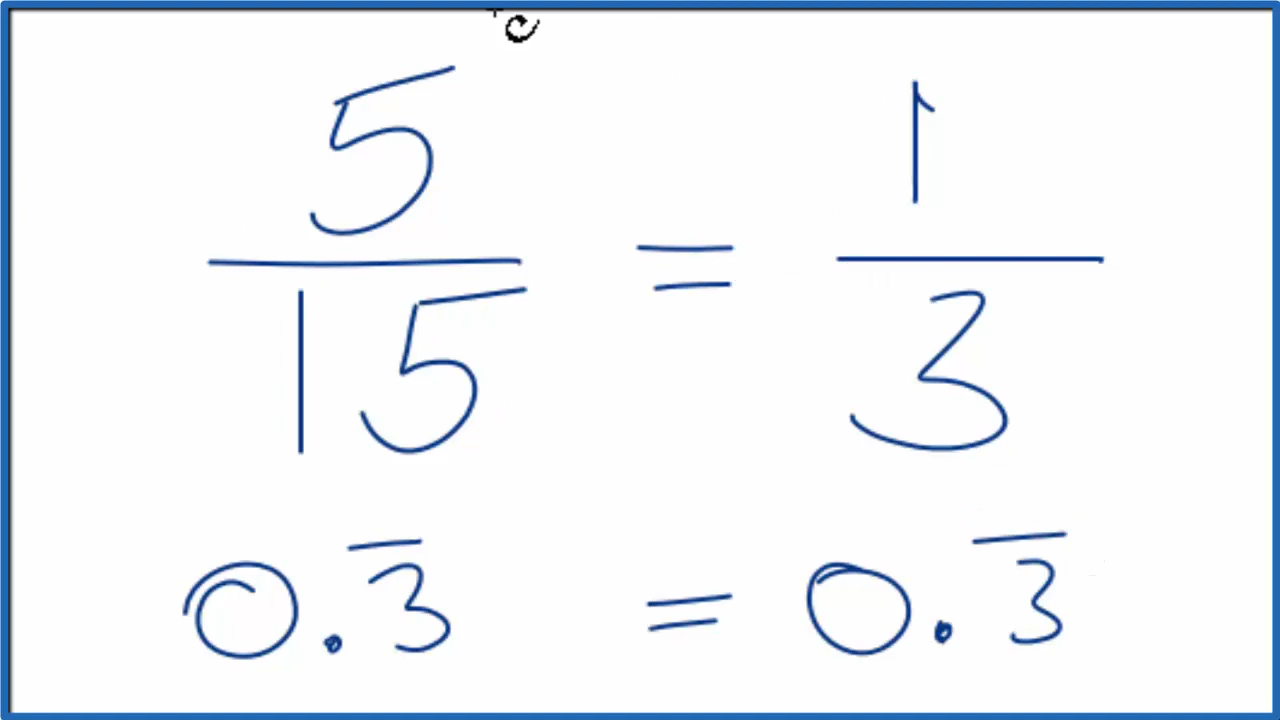 5/15 = 1/3
0.3̅ = 0.3̅